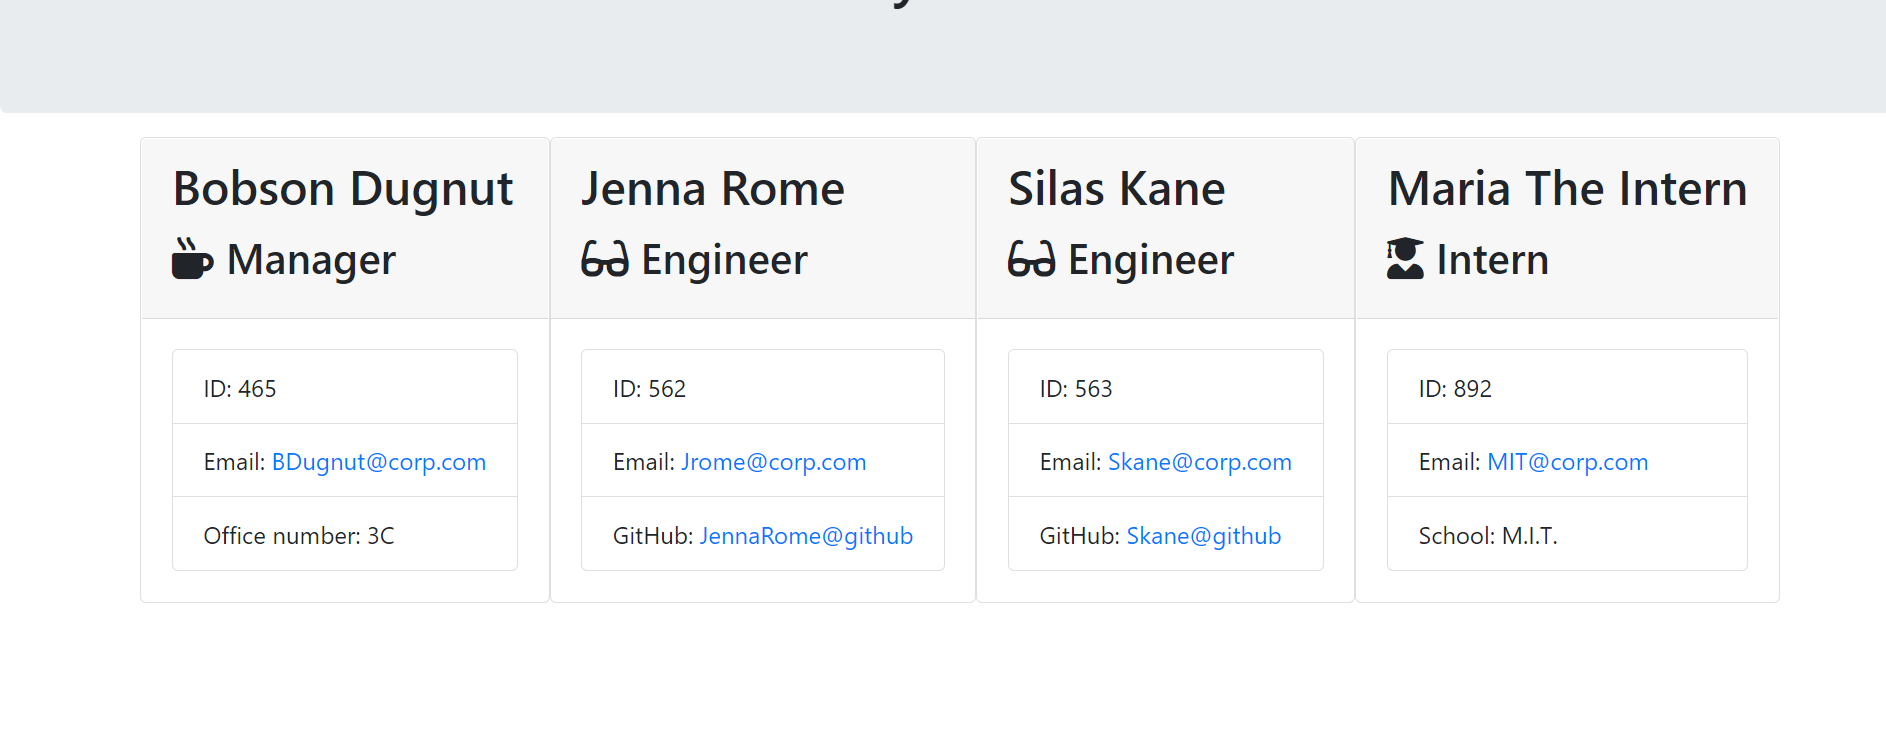 Bobson Dugnut
Manager
ID: 465
Email: BDugnut@corp.com
Office number: 3C
Jenna Rome
Engineer
ID: 562
Email: Jrome@corp.com
GitHub: JennaRome@github
Silas Kane
Engineer
ID: 563
Email: Skane@corp.com
GitHub: Skane@github
Maria The Intern
Intern
ID: 892
Email: MIT@corp.com
School: M.I.T.